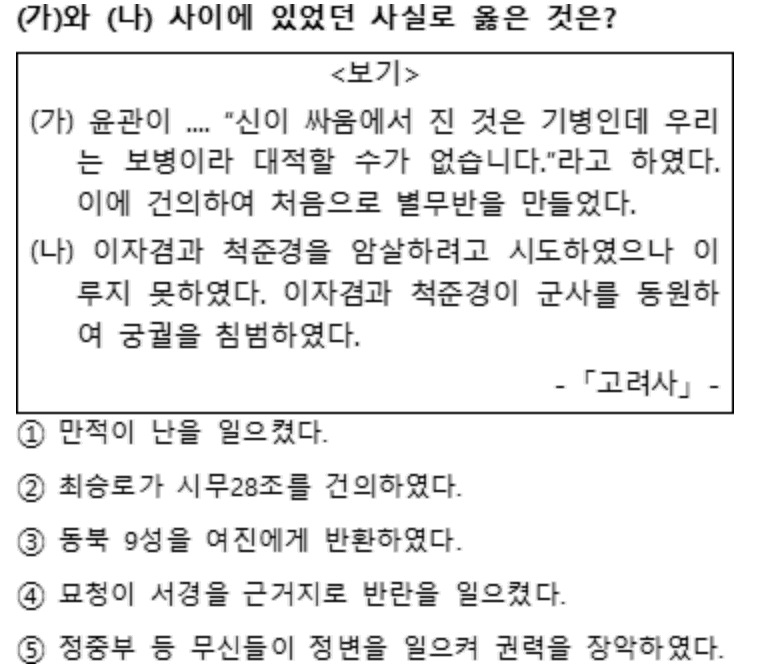 (가)와 (나) 사이에 있었던 사실로 옳은 것은?
<보기>
(가) 윤관이 .... “신이 싸움에서 진 것은 기병인데 우리
는 보병이라 대적할 수가 없습니다.”라고 하였다.
이에 건의하여 처음으로 별무반을 만들었다.
(나) 이자겸과 척준경을 암살하려고 시도하였으나 이
루지 못하였다. 이자겸과 척준경이 군사를 동원하
여 궁궐을 침범하였다.
- 「고려사」 -
① 만적이 난을 일으켰다.
② 최승로가 시무28조를 건의하였다.
③ 동북 9성을 여진에게 반환하였다.
④ 묘청이 서경을 근거지로 반란을 일으켰다.
⑤ 정중부 등 무신들이 정변을 일으켜 권력을 장악하였다.